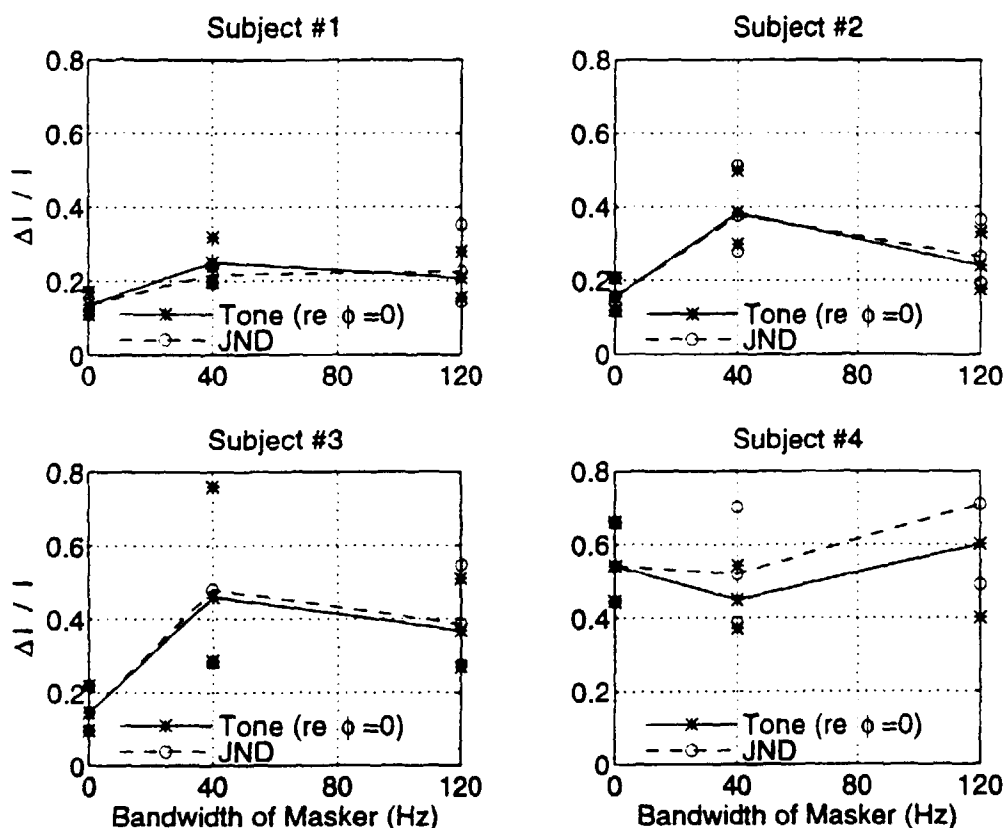 Subject #1
0.8
0.6
0.4
0.2
0
Δ I / I
Tone (re φ =0)
JND
0 40 80 120
Subject #2
0.8
0.6
0.4
0.2
0
Tone (re φ =0)
JND
0 40 80 120
Subject #3
0.8
0.6
0.4
0.2
0
Δ I / I
Tone (re φ =0)
JND
0 40 80 120
Bandwidth of Masker (Hz)
Subject #4
0.8
0.6
0.4
0.2
0
Tone (re φ =0)
JND
0 40 80 120
Bandwidth of Masker (Hz)